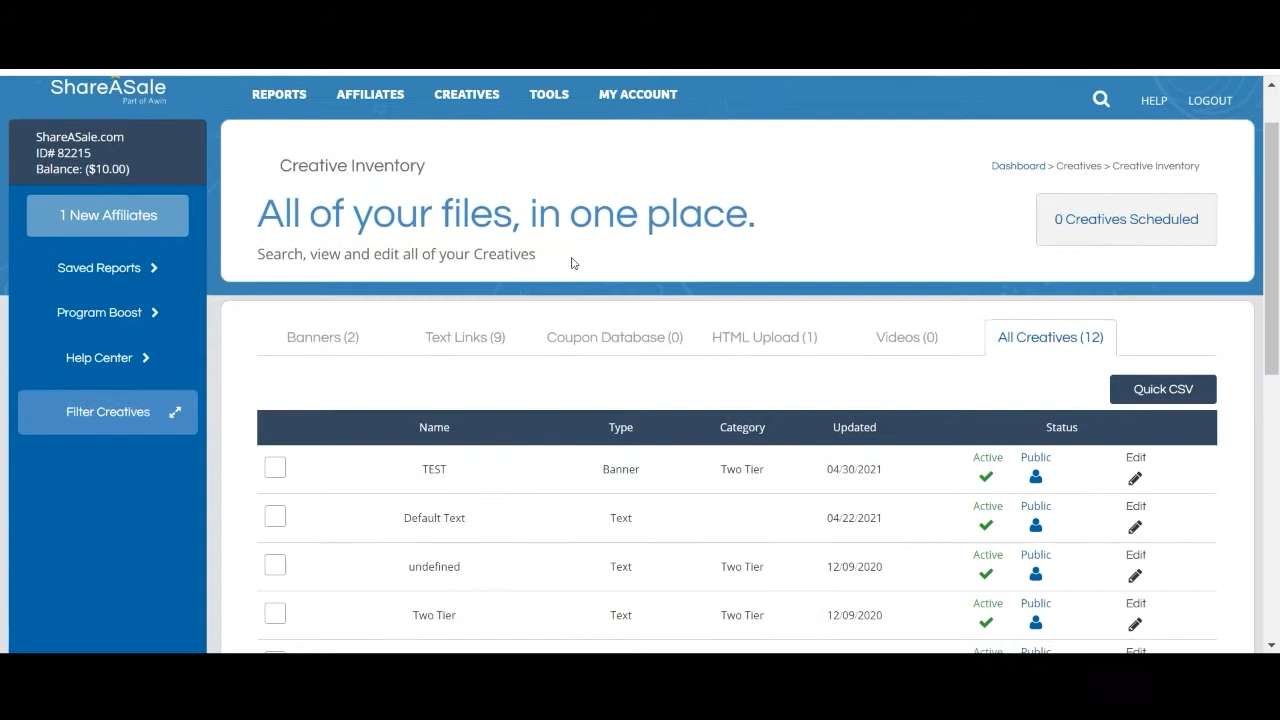 ShareASale
Part of Awin
REPORTS AFFILIATES CREATIVES TOOLS MY ACCOUNT HELP LOGOUT
ShareASale.com
ID# 82215
Balance: ($10.00)
1 New Affiliates
Saved Reports
Program Boost
Help Center
Filter Creatives
Creative Inventory
Dashboard > Creatives > Creative Inventory
All of your files, in one place.
0 Creatives Scheduled
Search, view and edit all of your Creatives
Banners (2) Text Links (9) Coupon Database (0) HTML Upload (1) Videos (0) All Creatives (12)
Quick CSV
Name Type Category Updated Status
Active Public Edit
TEST Banner Two Tier 04/30/2021
Active Public Edit
Default Text Text 04/22/2021
Active Public Edit
undefined Text Two Tier 12/09/2020
Active Public Edit
Two Tier Text Two Tier 12/09/2020
Active Public Edit